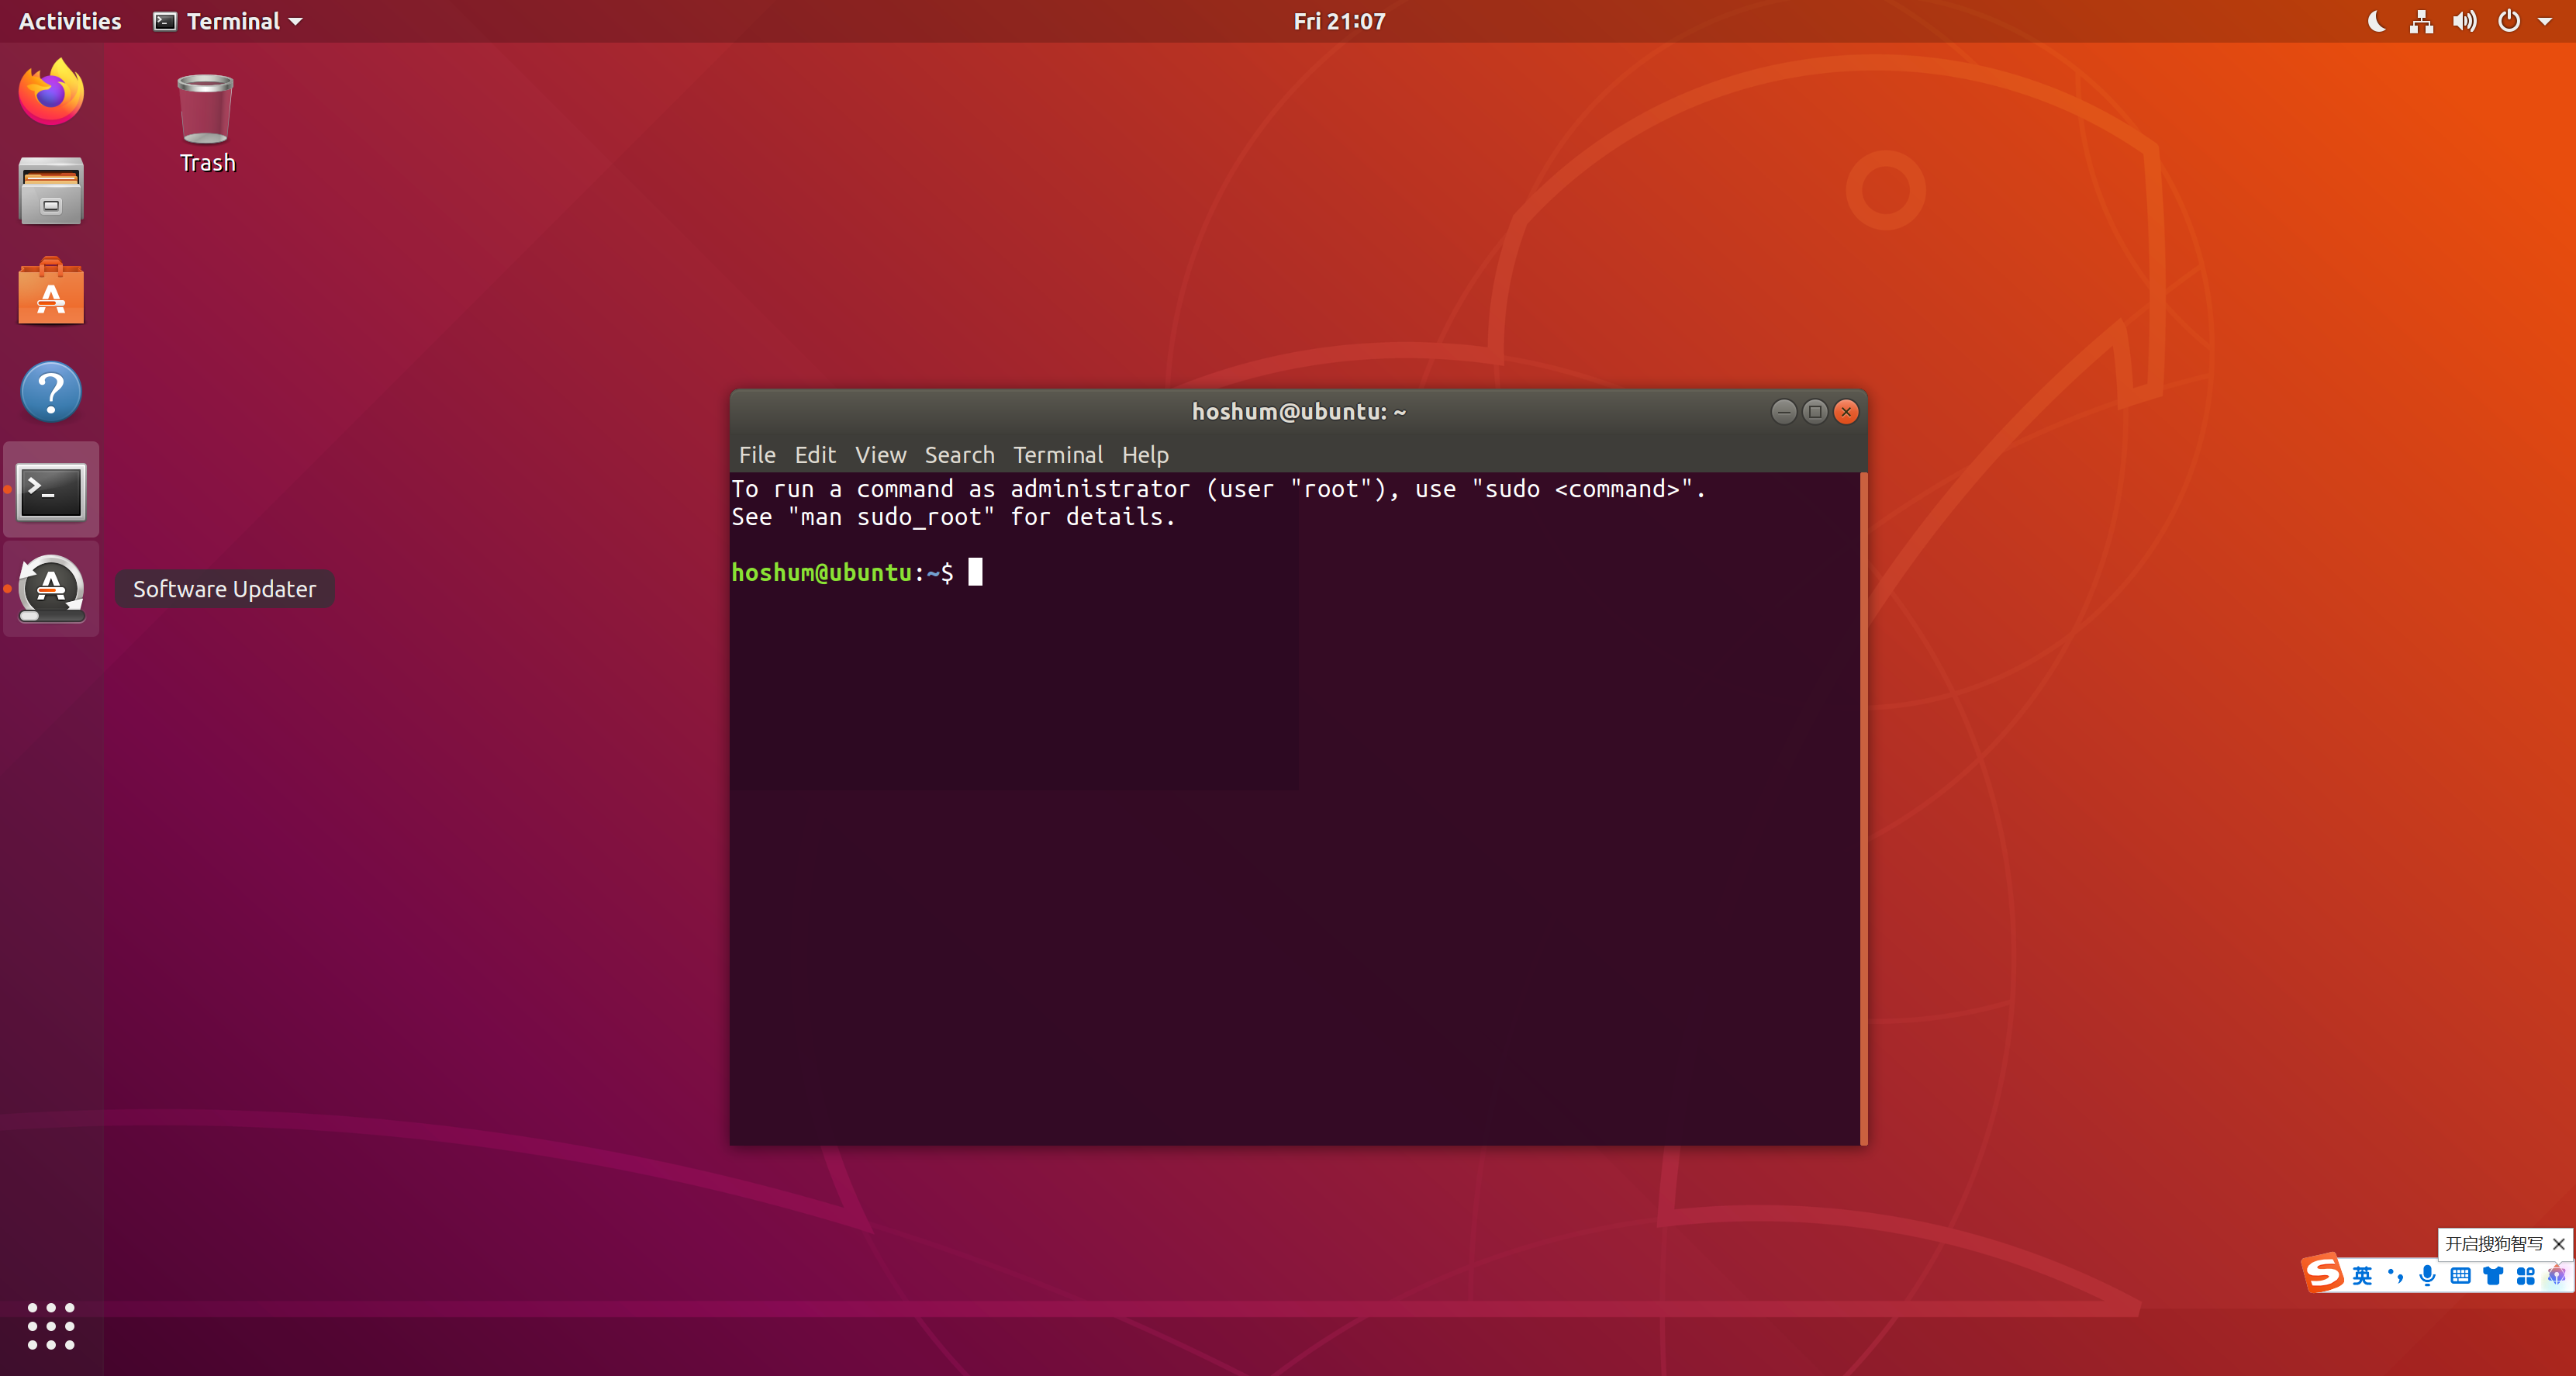 Activities
Terminal
Fri 21:07
Trash
Software Updater
hoshum@ubuntu: ~
File Edit View Search Terminal Help
To run a command as administrator (user "root"), use "sudo <command>".
See "man sudo_root" for details.
hoshum@ubuntu:~$
开启搜狗智写
英